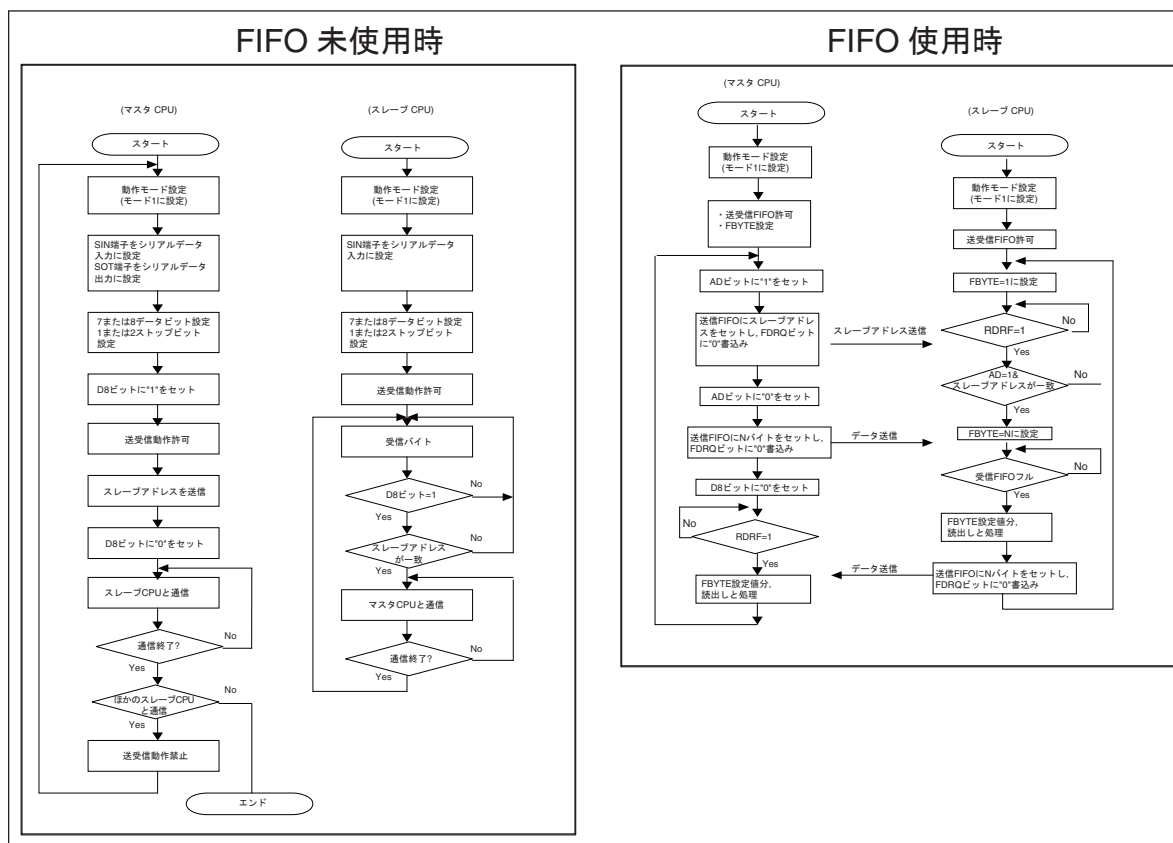 FIFO 未使用時
(マスタ CPU)
スタート
動作モード設定
(モード1に設定)
SIN端子をシリアルデータ
入力に設定
SOT端子をシリアルデータ
出力に設定
7または8データビット設定
1または2ストップビット
設定
D8ビットに"1"をセット
送受信動作許可
スレーブアドレスを送信
D8ビットに"0"をセット
スレーブCPUと通信
通信終了?
No
Yes
ほかのスレーブCPU
と通信
No
Yes
送受信動作禁止
エンド
(スレーブ CPU)
スタート
動作モード設定
(モード1に設定)
SIN端子をシリアルデータ
入力に設定
7または8データビット設定
1または2ストップビット
設定
送受信動作許可
受信バイト
D8ビット=1
No
Yes
スレーブアドレス
が一致
No
Yes
マスタCPUと通信
通信終了?
No
Yes
FIFO 使用時
(マスタ CPU)
スタート
動作モード設定
(モード1に設定)
・送受信FIFO許可
・FBYTE設定
ADビットに"1"をセット
送信FIFOにスレーブアドレ
スをセットし, FDRQビット
に"0"書込み
スレーブアドレス送信
ADビットに"0"をセット
送信FIFOにNバイトをセットし,
FDRQビットに"0"書込み
データ送信
D8ビットに"0"をセット
No
RDRF=1
Yes
FBYTE設定値分,
読出しと処理
データ送信
(スレーブ CPU)
スタート
動作モード設定
(モード1に設定)
送受信FIFO許可
FBYTE=1に設定
RDRF=1
No
Yes
AD=1&
スレーブアドレスが一致
No
Yes
FBYTE=Nに設定
受信FIFOフル
No
Yes
FBYTE設定値分,
読出しと処理
送信FIFOにNバイトをセットし,
FDRQビットに"0"書込み